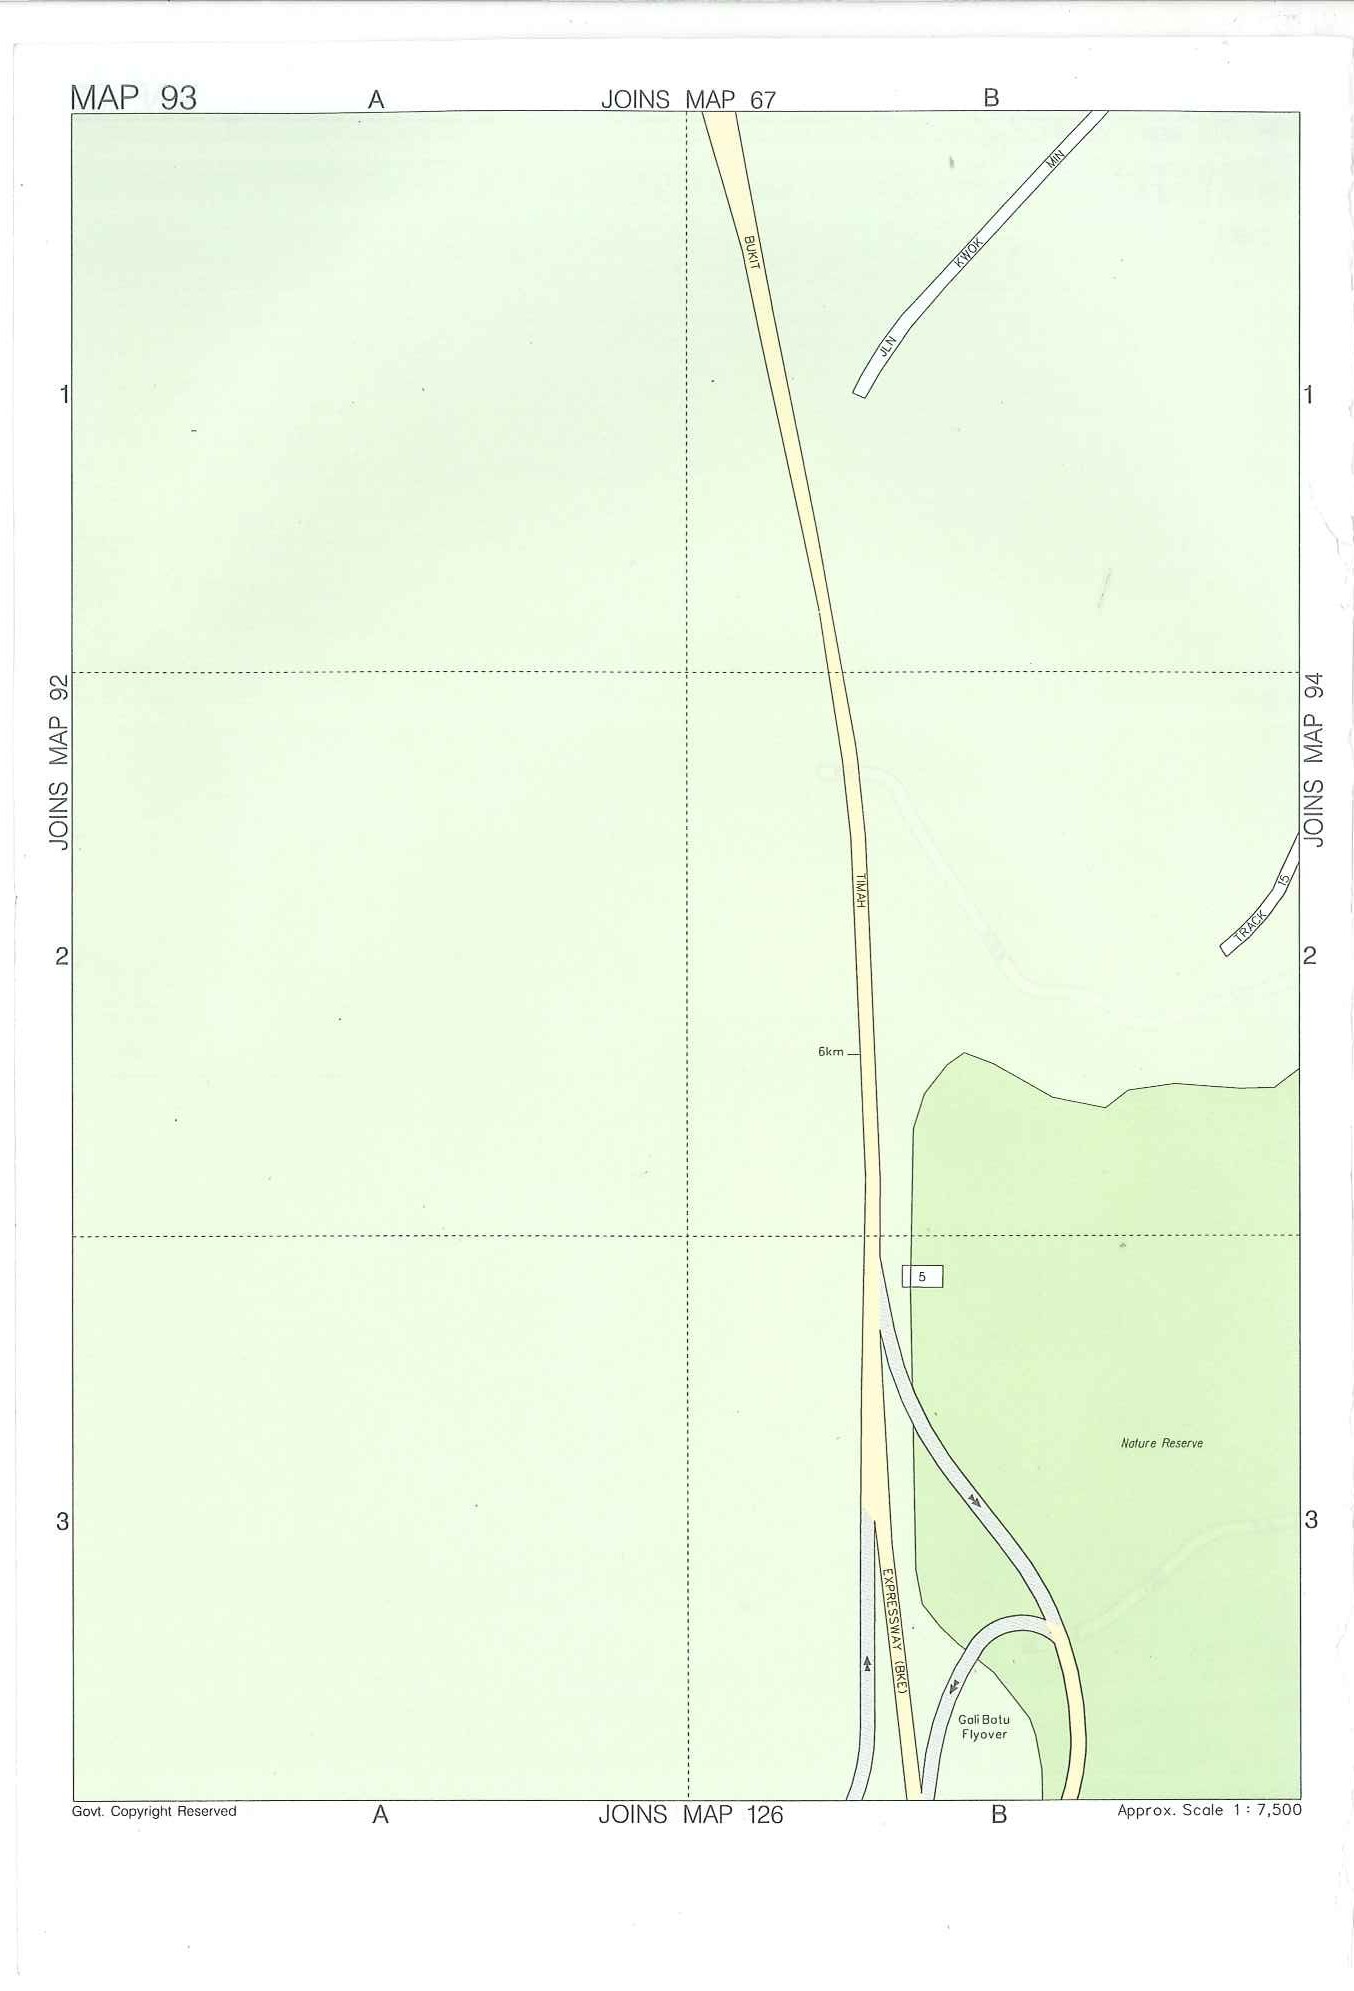 MAP 93
A
JOINS MAP 67
B
JLN KWOK MIN
BUKIT
1
1
JOINS MAP 92
JOINS MAP 94
TIMAH
TRACK 15
2
2
6km
5
Nature Reserve
3
3
EXPRESSWAY (BKE)
Gali Batu
Flyover
Govt. Copyright Reserved
A
JOINS MAP 126
B
Approx. Scale 1 : 7,500